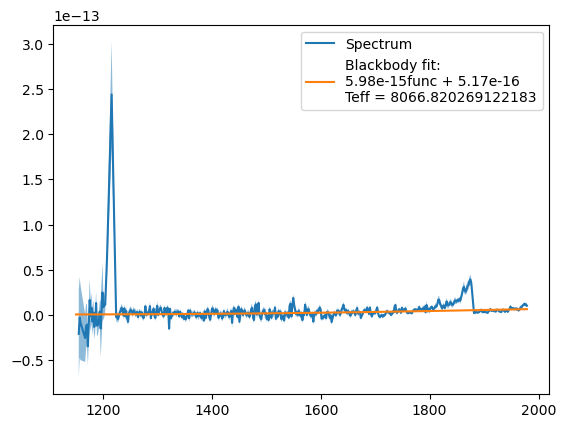 1e−13
3.0
2.5
2.0
1.5
1.0
0.5
0.0
−0.5
1200
1400
1600
1800
2000
Spectrum
Blackbody fit:
5.98e-15func + 5.17e-16
Teff = 8066.820269122183